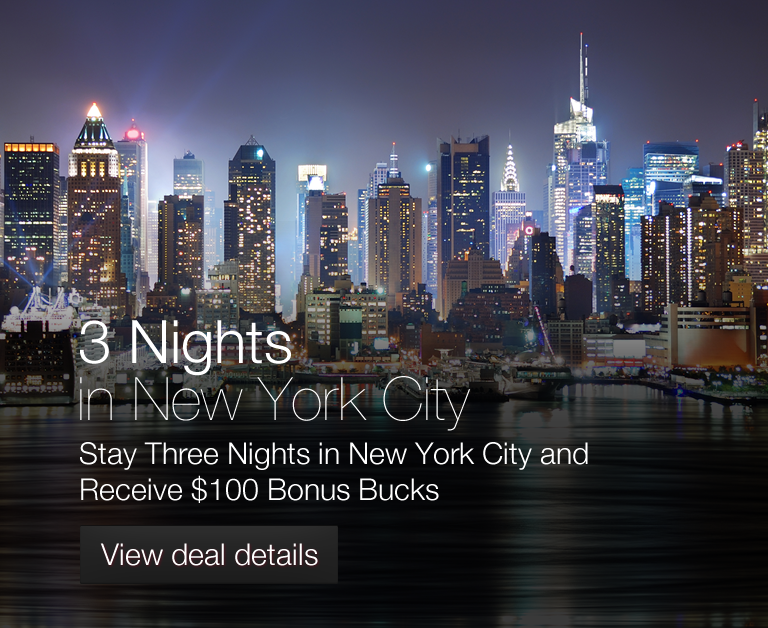 3 Nights
in New York City
Stay Three Nights in New York City and
Receive $100 Bonus Bucks
View deal details